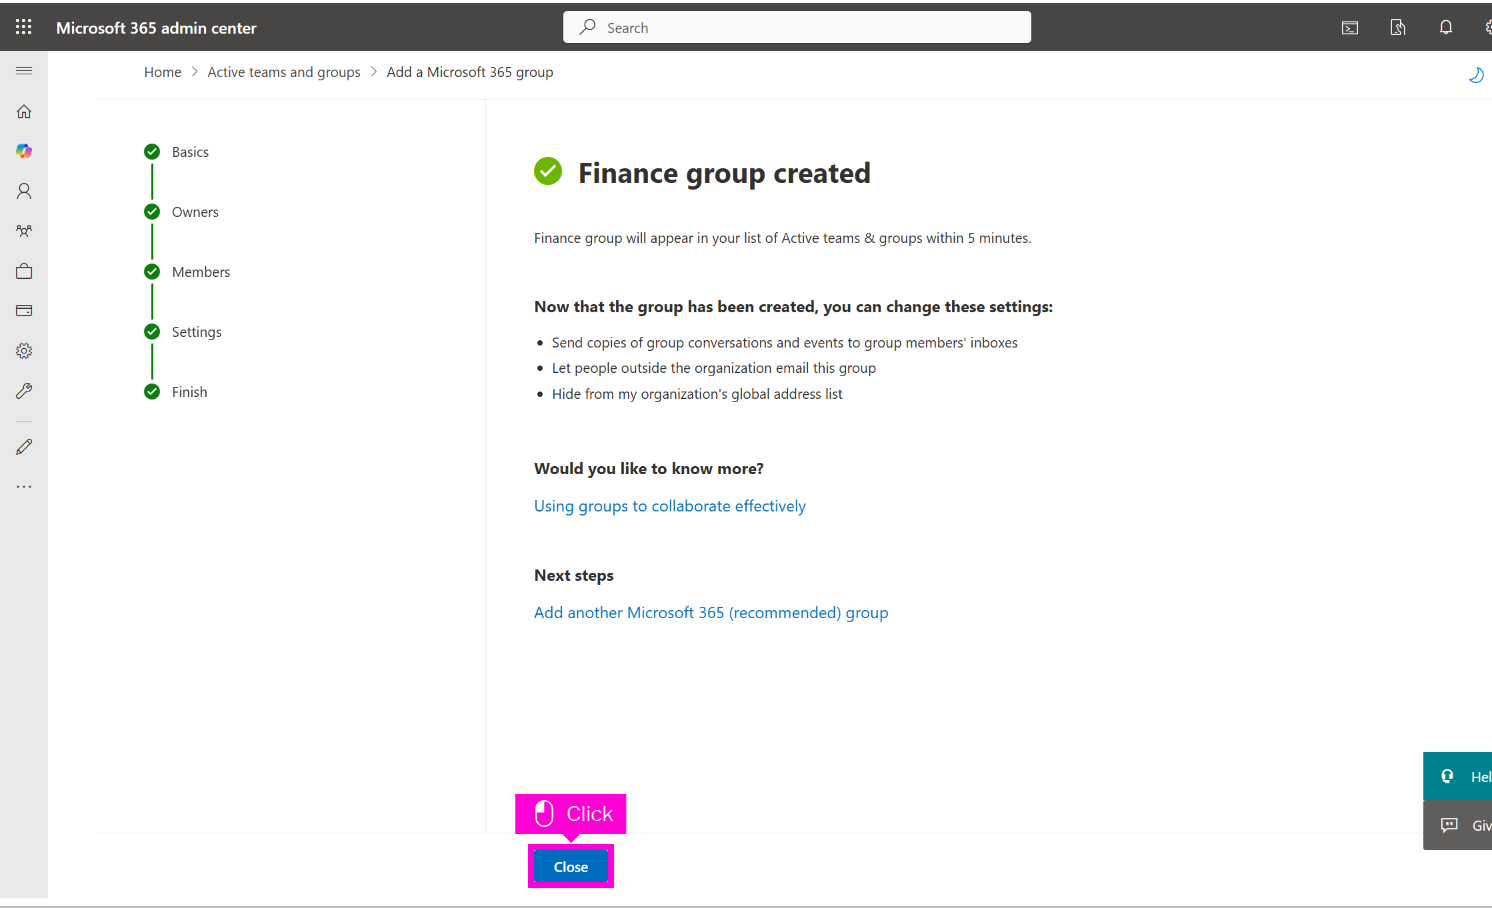 Microsoft 365 admin center
Search
Home > Active teams and groups > Add a Microsoft 365 group
Basics
Owners
Members
Settings
Finish
Finance group created
Finance group will appear in your list of Active teams & groups within 5 minutes.
Now that the group has been created, you can change these settings:
• Send copies of group conversations and events to group members' inboxes
• Let people outside the organization email this group
• Hide from my organization's global address list
Would you like to know more?
Using groups to collaborate effectively
Next steps
Add another Microsoft 365 (recommended) group
Hel
Giv
Click
Close